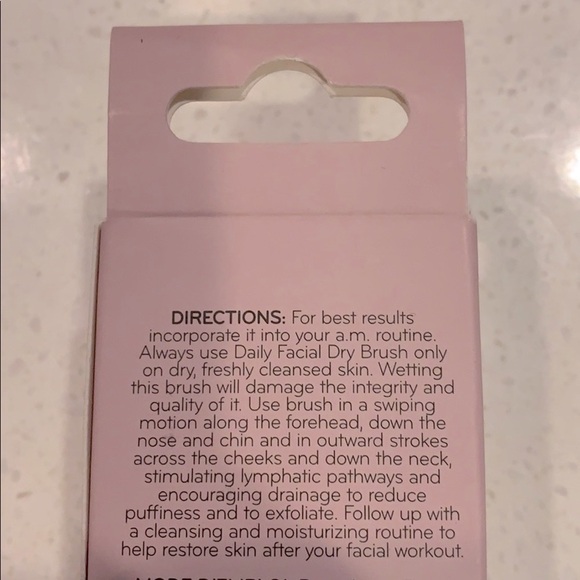 DIRECTIONS: For best results
incorporate it into your a.m. routine.
Always use Daily Facial Dry Brush only
on dry, freshly cleansed skin. Wetting
this brush will damage the integrity and
quality of it. Use brush in a swiping
motion along the forehead, down the
nose and chin and in outward strokes
across the cheeks and down the neck,
stimulating lymphatic pathways and
encouraging drainage to reduce
puffiness and to exfoliate. Follow up with
a cleansing and moisturizing routine to
help restore skin after your facial workout.